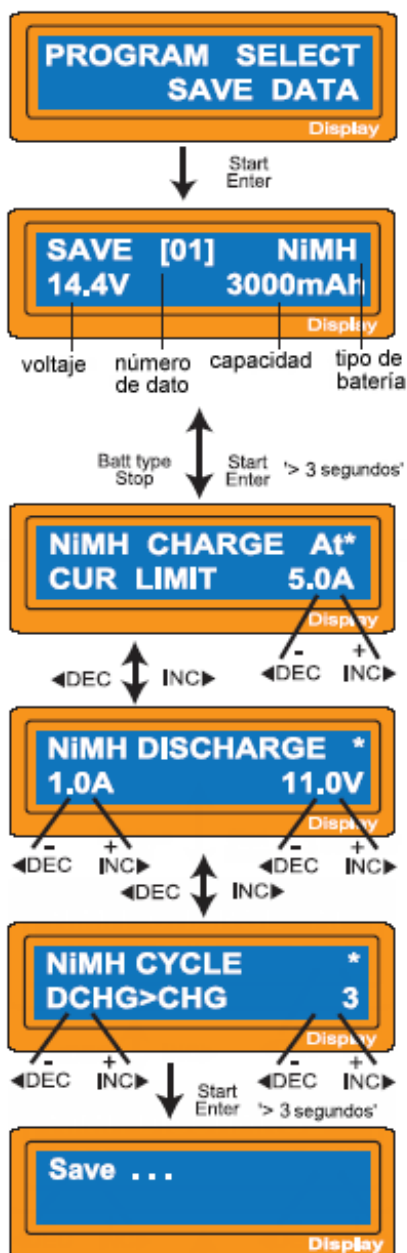 PROGRAM SELECT
SAVE DATA
Display
Start
Enter
SAVE [01] NiMH
14.4V 3000mAh
Display
voltaje número de dato capacidad tipo de batería
Batt type Stop Start Enter '> 3 segundos'
NiMH CHARGE At*
CUR LIMIT 5.0A
Display
- +
◀DEC INC▶
◀DEC INC▶
NiMH DISCHARGE *
1.0A 11.0V
Display
- + - +
◀DEC INC▶ ◀DEC INC▶
◀DEC INC▶
NiMH CYCLE *
DCHG>CHG 3
Display
- + - +
◀DEC INC▶ ◀DEC INC▶
Start
Enter '> 3 segundos'
Save ...
Display